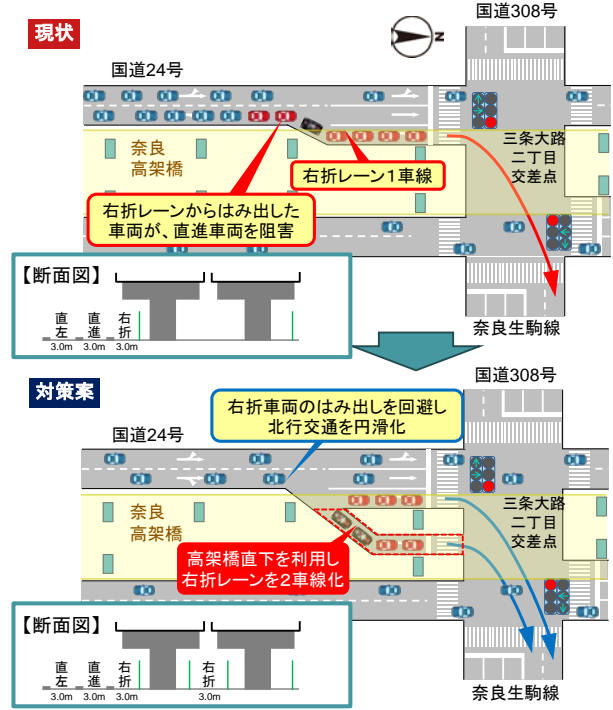 現状
国道308号
N
国道24号
奈良
高架橋
三条大路
二丁目
交差点
右折レーン1車線
右折レーンからはみ出した
車両が、直進車両を阻害
【断面図】
直左
直進
右折
3.0m 3.0m 3.0m
奈良生駒線
対策案
国道308号
右折車両のはみ出しを回避し
北行交通を円滑化
国道24号
奈良
高架橋
三条大路
二丁目
交差点
高架橋直下を利用し
右折レーンを2車線化
【断面図】
直左
直進
右折
右折
3.0m 3.0m 3.0m 3.0m
奈良生駒線